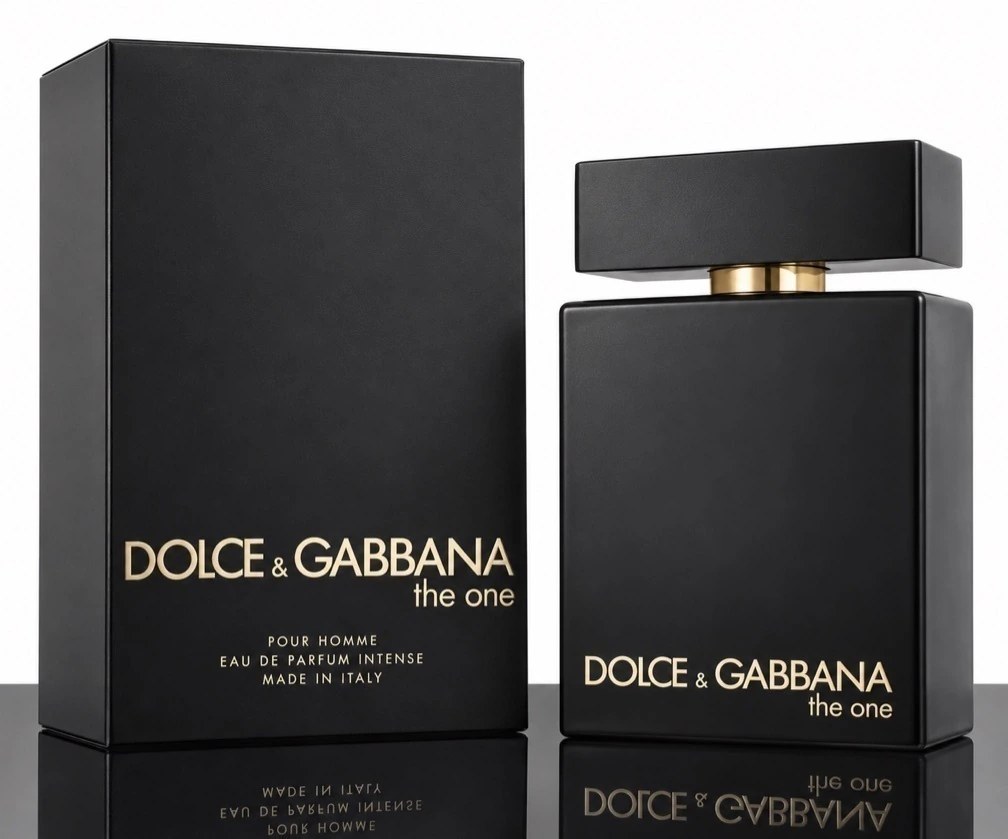 DOLCE & GABBANA
the one
POUR HOMME
EAU DE PARFUM INTENSE
MADE IN ITALY
DOLCE & GABBANA
the one